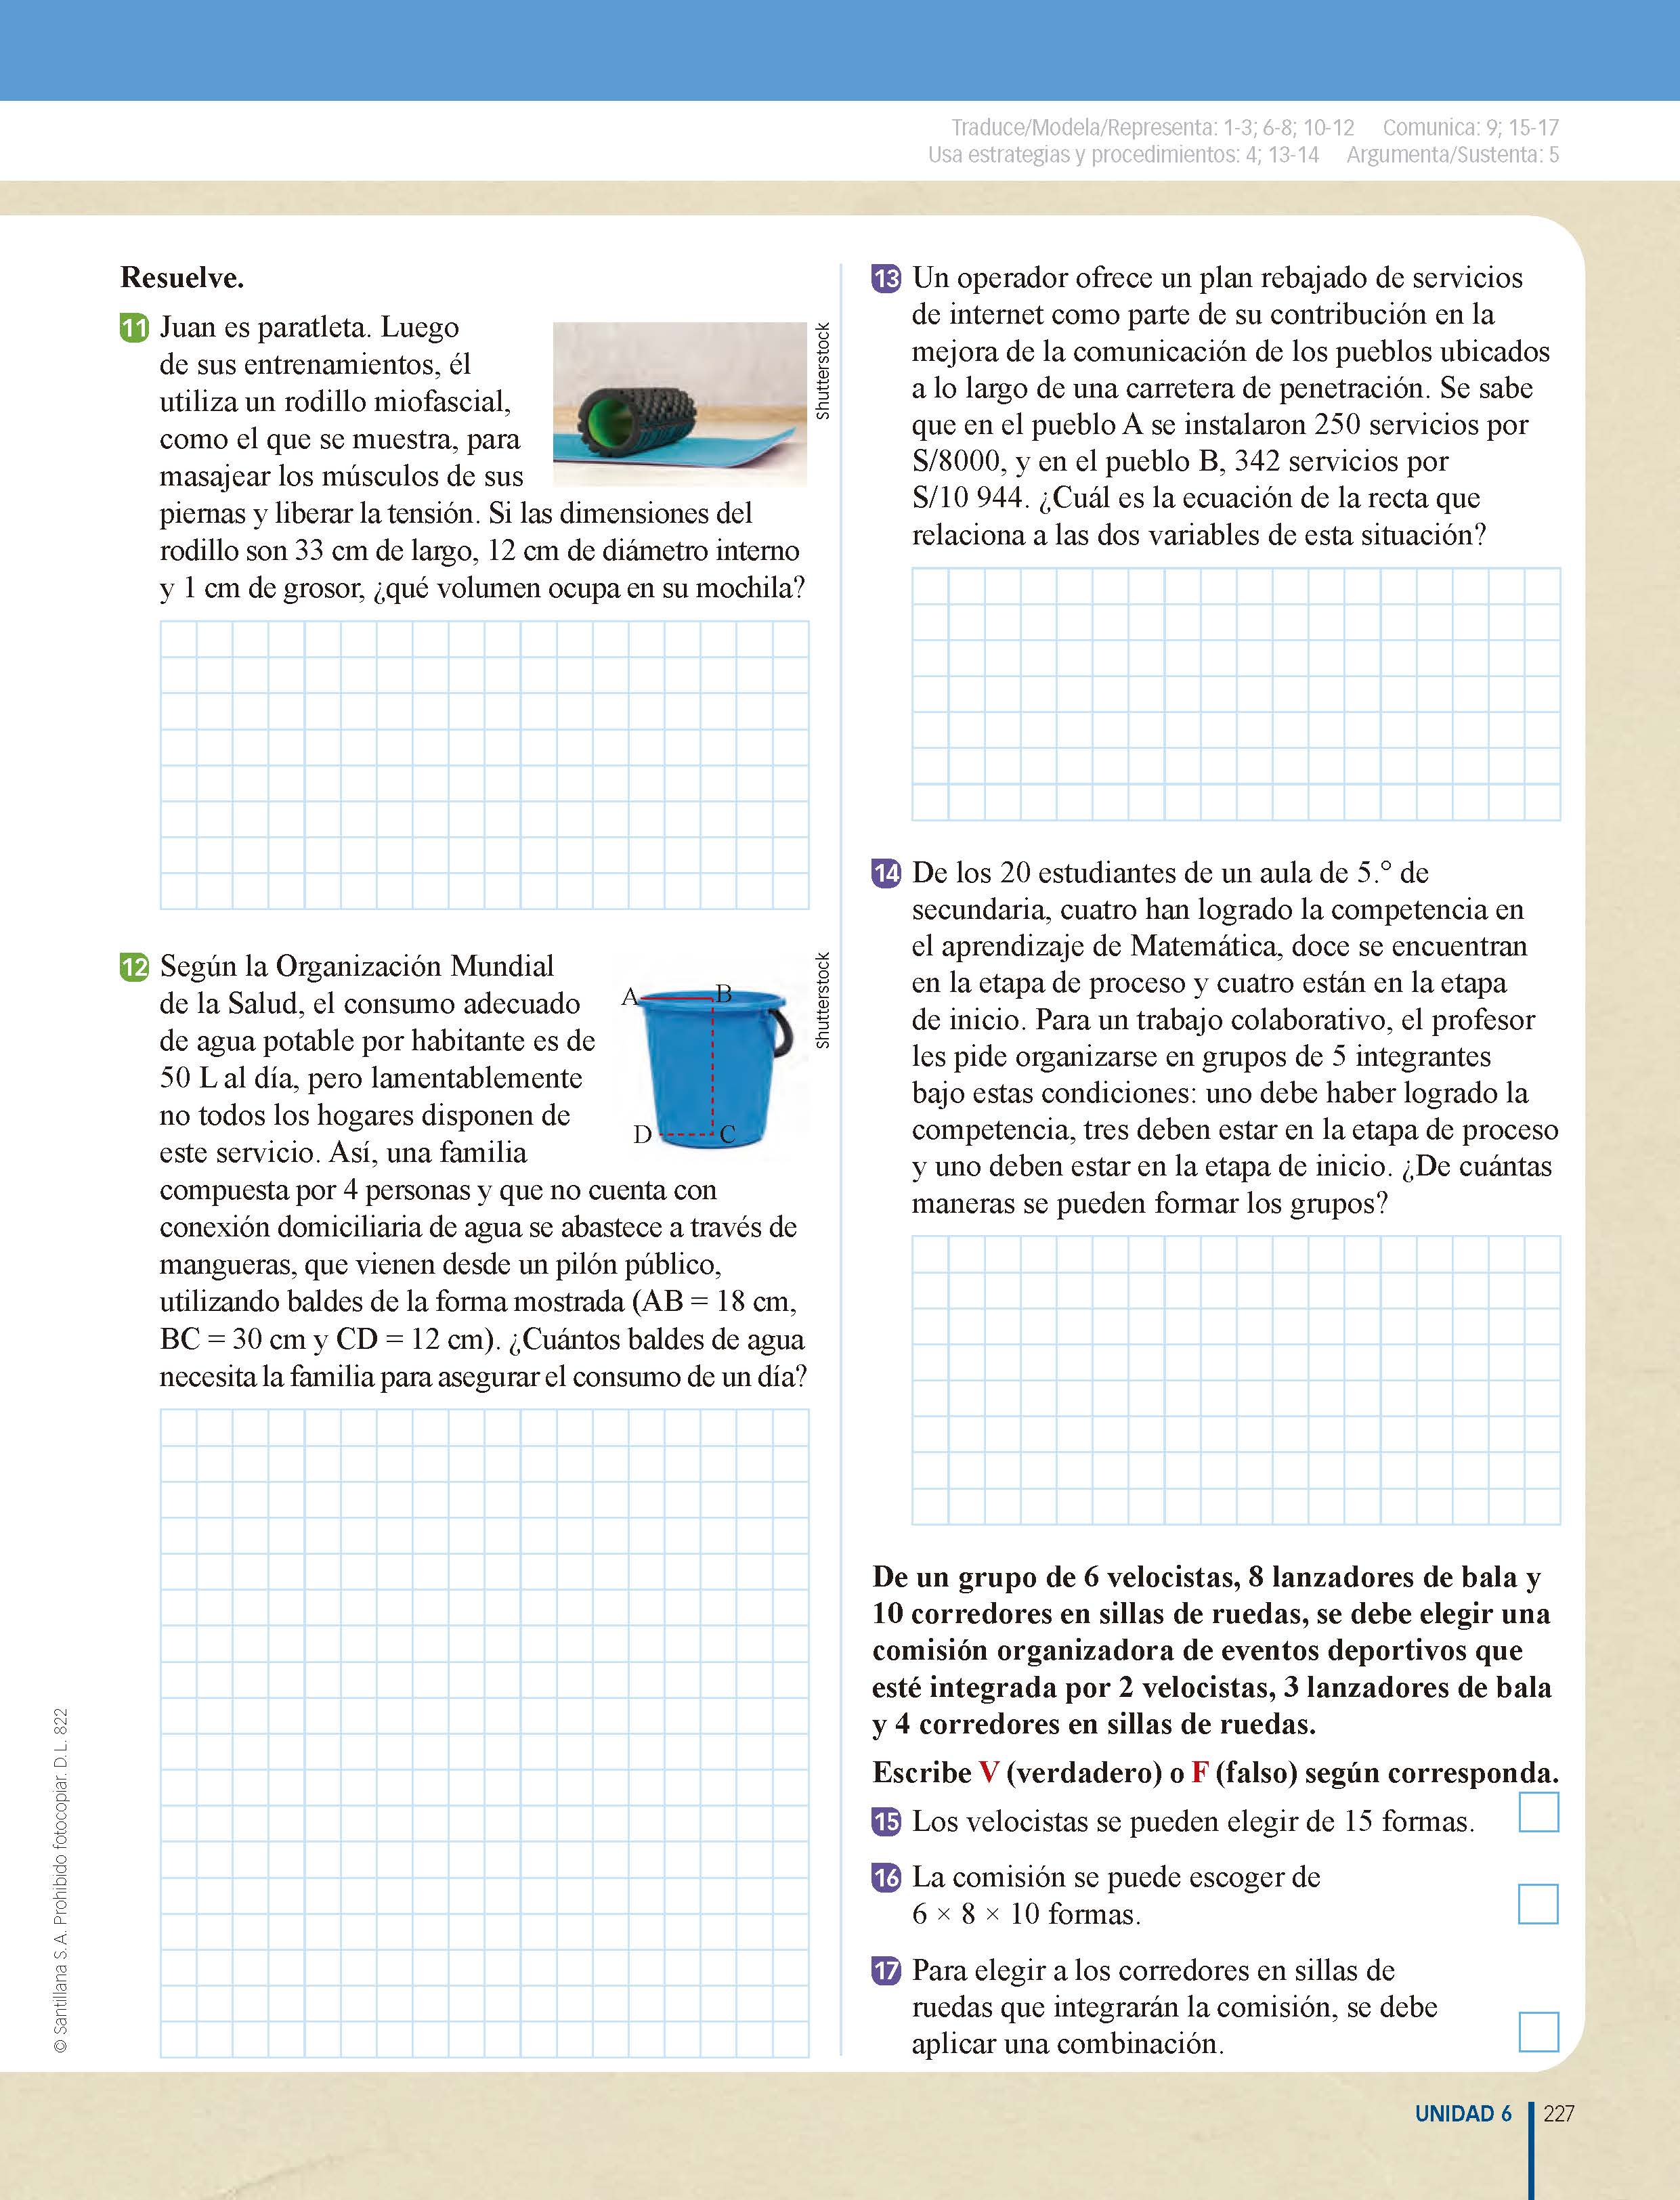 Traduce/Modela/Representa: 1-3; 6-8; 10-12 Comunica: 9; 15-17
Usa estrategias y procedimientos: 4; 13-14 Argumenta/Sustenta: 5
Resuelve.
11 Juan es paratleta. Luego
de sus entrenamientos, él
utiliza un rodillo miofascial,
como el que se muestra, para
masajear los músculos de sus
piernas y liberar la tensión. Si las dimensiones del
rodillo son 33 cm de largo, 12 cm de diámetro interno
y 1 cm de grosor, ¿qué volumen ocupa en su mochila?
Shutterstock
12 Según la Organización Mundial
de la Salud, el consumo adecuado
de agua potable por habitante es de
50 L al día, pero lamentablemente
no todos los hogares disponen de
este servicio. Así, una familia
compuesta por 4 personas y que no cuenta con
conexión domiciliaria de agua se abastece a través de
mangueras, que vienen desde un pilón público,
utilizando baldes de la forma mostrada (AB = 18 cm,
BC = 30 cm y CD = 12 cm). ¿Cuántos baldes de agua
necesita la familia para asegurar el consumo de un día?
A B
D C
Shutterstock
13 Un operador ofrece un plan rebajado de servicios
de internet como parte de su contribución en la
mejora de la comunicación de los pueblos ubicados
a lo largo de una carretera de penetración. Se sabe
que en el pueblo A se instalaron 250 servicios por
S/8000, y en el pueblo B, 342 servicios por
S/10 944. ¿Cuál es la ecuación de la recta que
relaciona a las dos variables de esta situación?
14 De los 20 estudiantes de un aula de 5.° de
secundaria, cuatro han logrado la competencia en
el aprendizaje de Matemática, doce se encuentran
en la etapa de proceso y cuatro están en la etapa
de inicio. Para un trabajo colaborativo, el profesor
les pide organizarse en grupos de 5 integrantes
bajo estas condiciones: uno debe haber logrado la
competencia, tres deben estar en la etapa de proceso
y uno deben estar en la etapa de inicio. ¿De cuántas
maneras se pueden formar los grupos?
De un grupo de 6 velocistas, 8 lanzadores de bala y
10 corredores en sillas de ruedas, se debe elegir una
comisión organizadora de eventos deportivos que
esté integrada por 2 velocistas, 3 lanzadores de bala
y 4 corredores en sillas de ruedas.
Escribe V (verdadero) o F (falso) según corresponda.
15 Los velocistas se pueden elegir de 15 formas.
16 La comisión se puede escoger de
6 × 8 × 10 formas.
17 Para elegir a los corredores en sillas de
ruedas que integrarán la comisión, se debe
aplicar una combinación.
© Santillana S.A. Prohibido fotocopiar. D.L. 822
UNIDAD 6 227